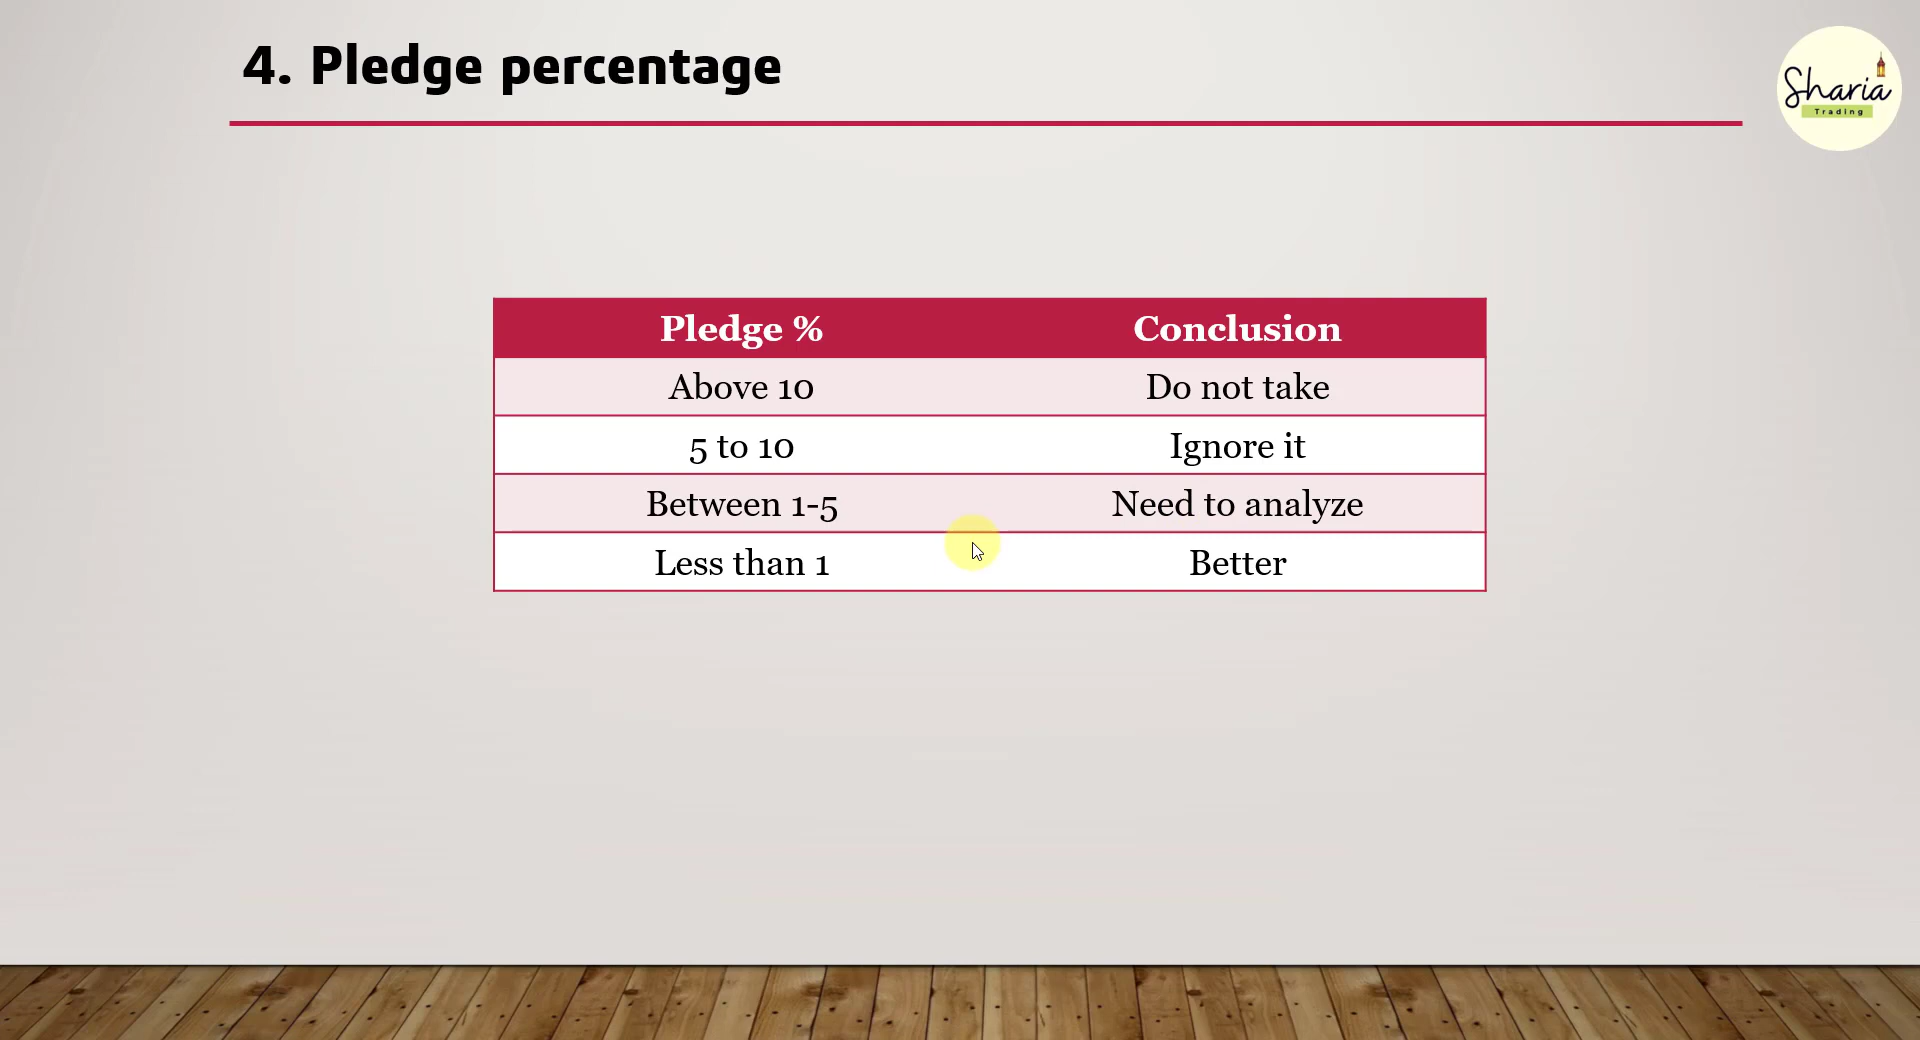 4. Pledge percentage
Sharia
Trading
Pledge % Conclusion
Above 10 Do not take
5 to 10 Ignore it
Between 1-5 Need to analyze
Less than 1 Better